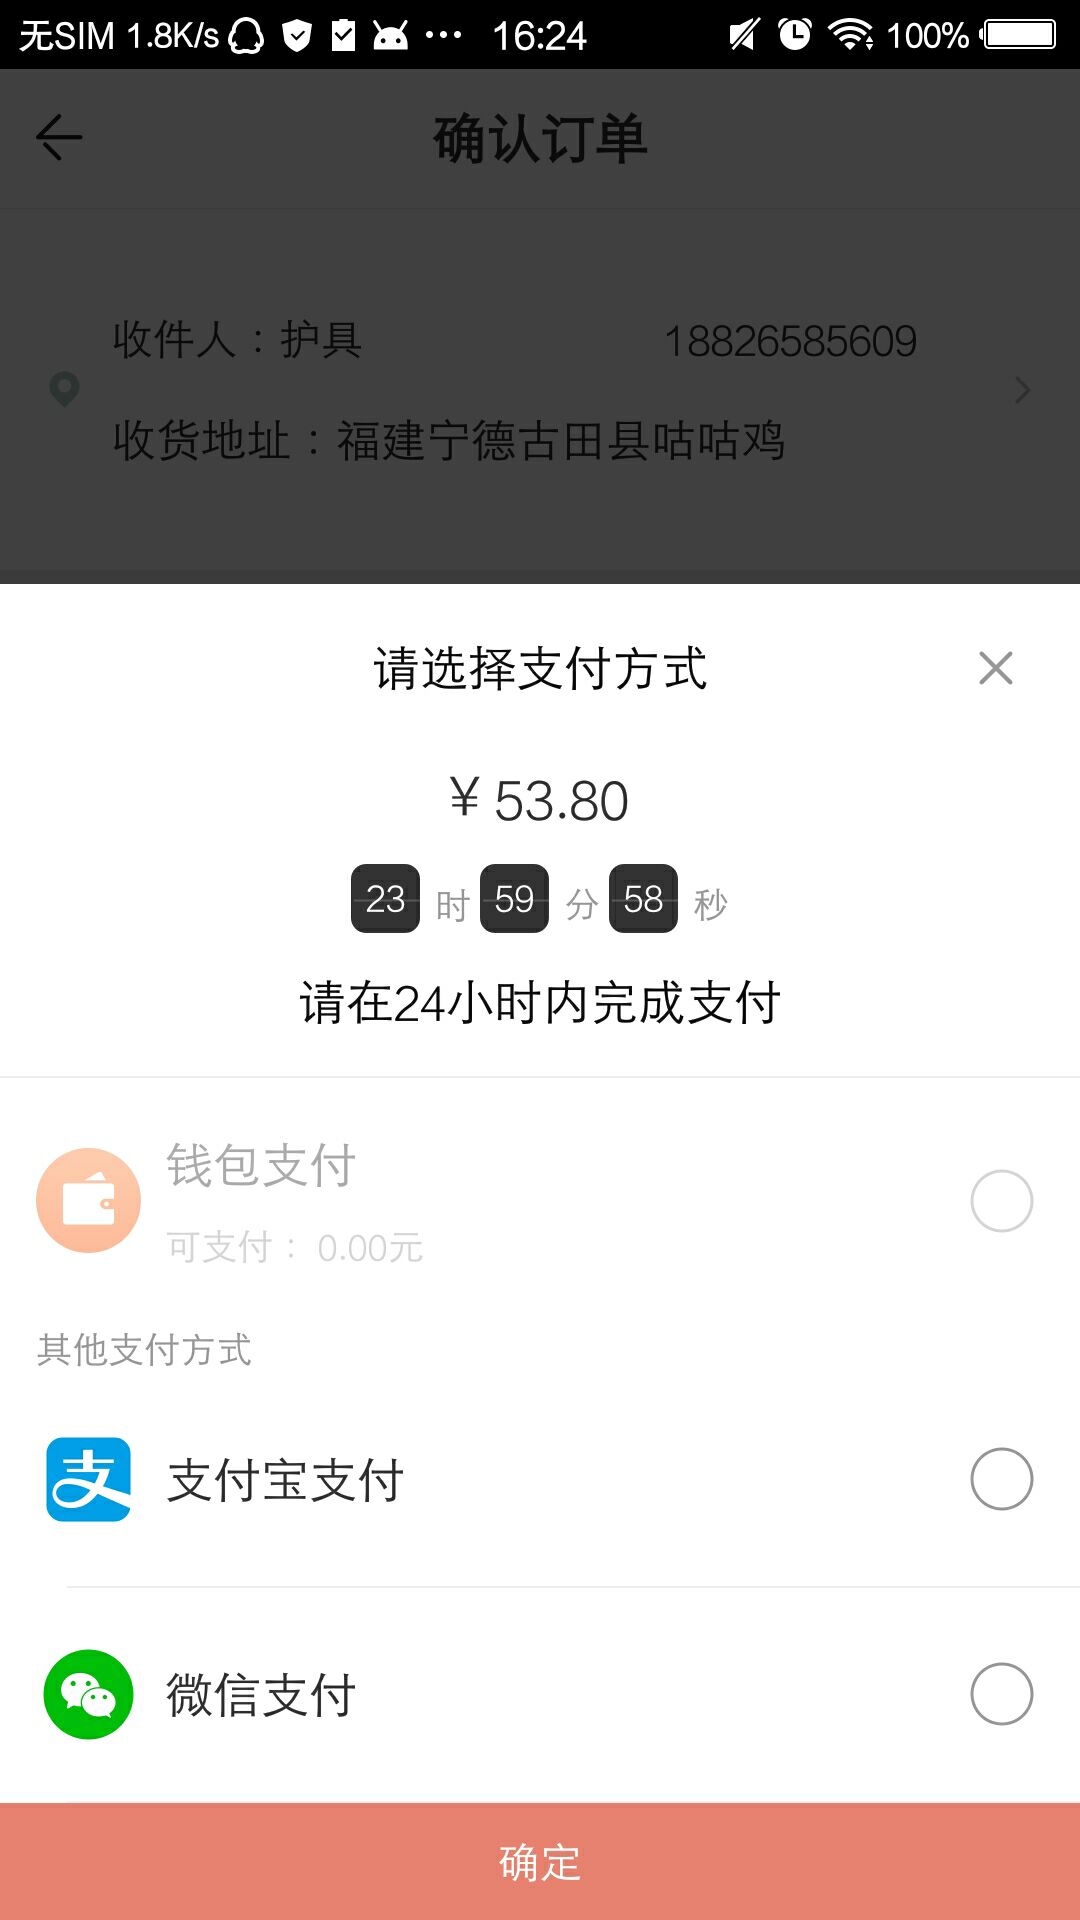 无SIM 1.8K/s 16:24 100%
确认订单
收件人：护具 18826585609
收货地址：福建宁德古田县咕咕鸡
请选择支付方式
¥ 53.80
23 时 59 分 58 秒
请在24小时内完成支付
钱包支付
可支付： 0.00元
其他支付方式
支 支付宝支付
微信支付
确定